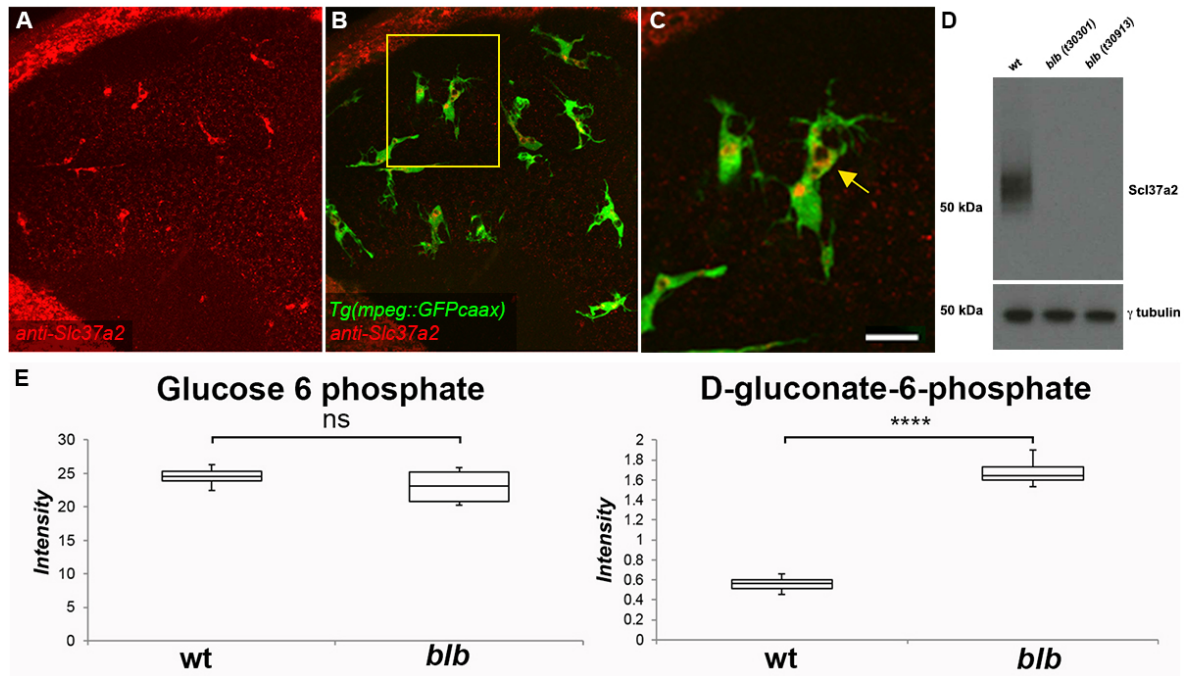 A
anti-Slc37a2
B
Tg(mpeg::GFPcaax)
anti-Slc37a2
C
D
wt
blb (t30301)
blb (t30913)
50 kDa
Scl37a2
50 kDa
γ tubulin
E
Glucose 6 phosphate
ns
30
25
20
15
10
5
0
Intensity
wt
blb
D-gluconate-6-phosphate
****
2
1.8
1.6
1.4
1.2
1
0.8
0.6
0.4
0.2
0
Intensity
wt
blb